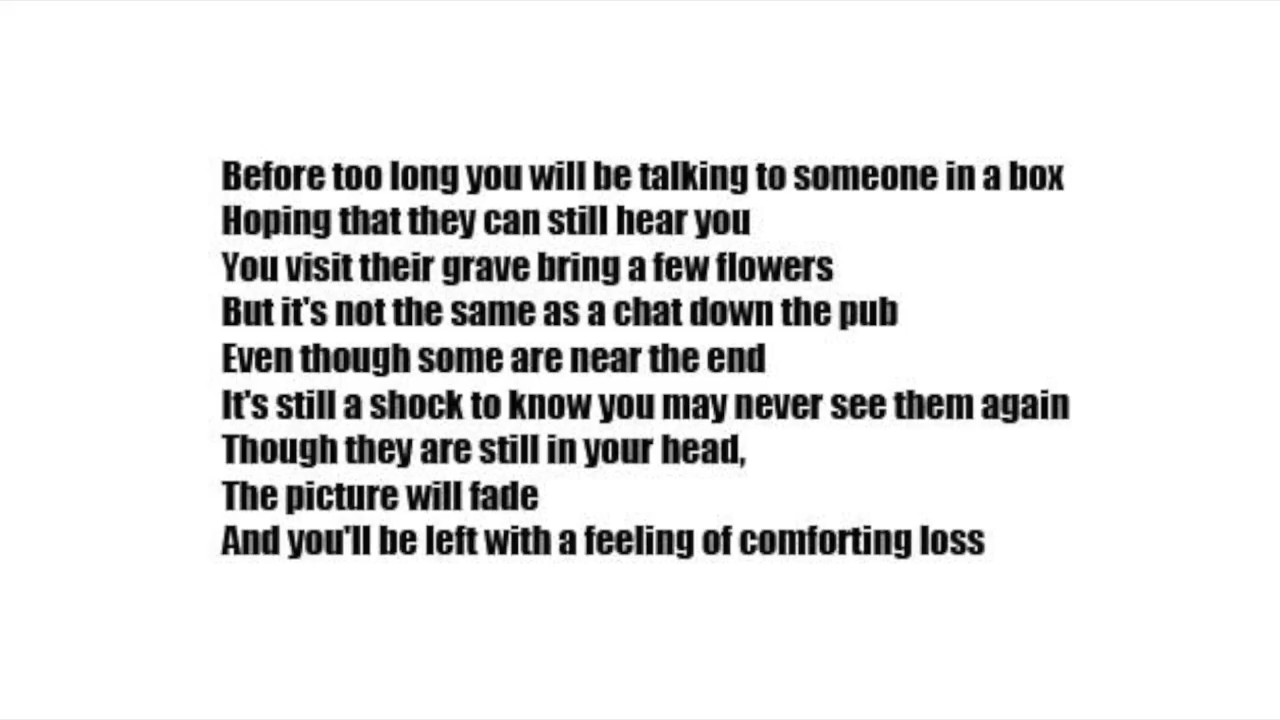 Before too long you will be talking to someone in a box
Hoping that they can still hear you
You visit their grave bring a few flowers
But it's not the same as a chat down the pub
Even though some are near the end
It's still a shock to know you may never see them again
Though they are still in your head,
The picture will fade
And you'll be left with a feeling of comforting loss